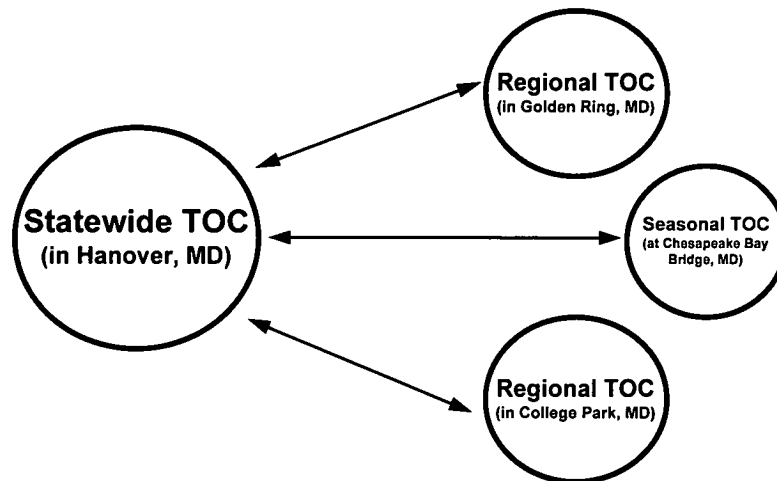 Regional TOC
(in Golden Ring, MD)
Statewide TOC
(in Hanover, MD)
Seasonal TOC
(at Chesapeake Bay
Bridge, MD)
Regional TOC
(in College Park, MD)